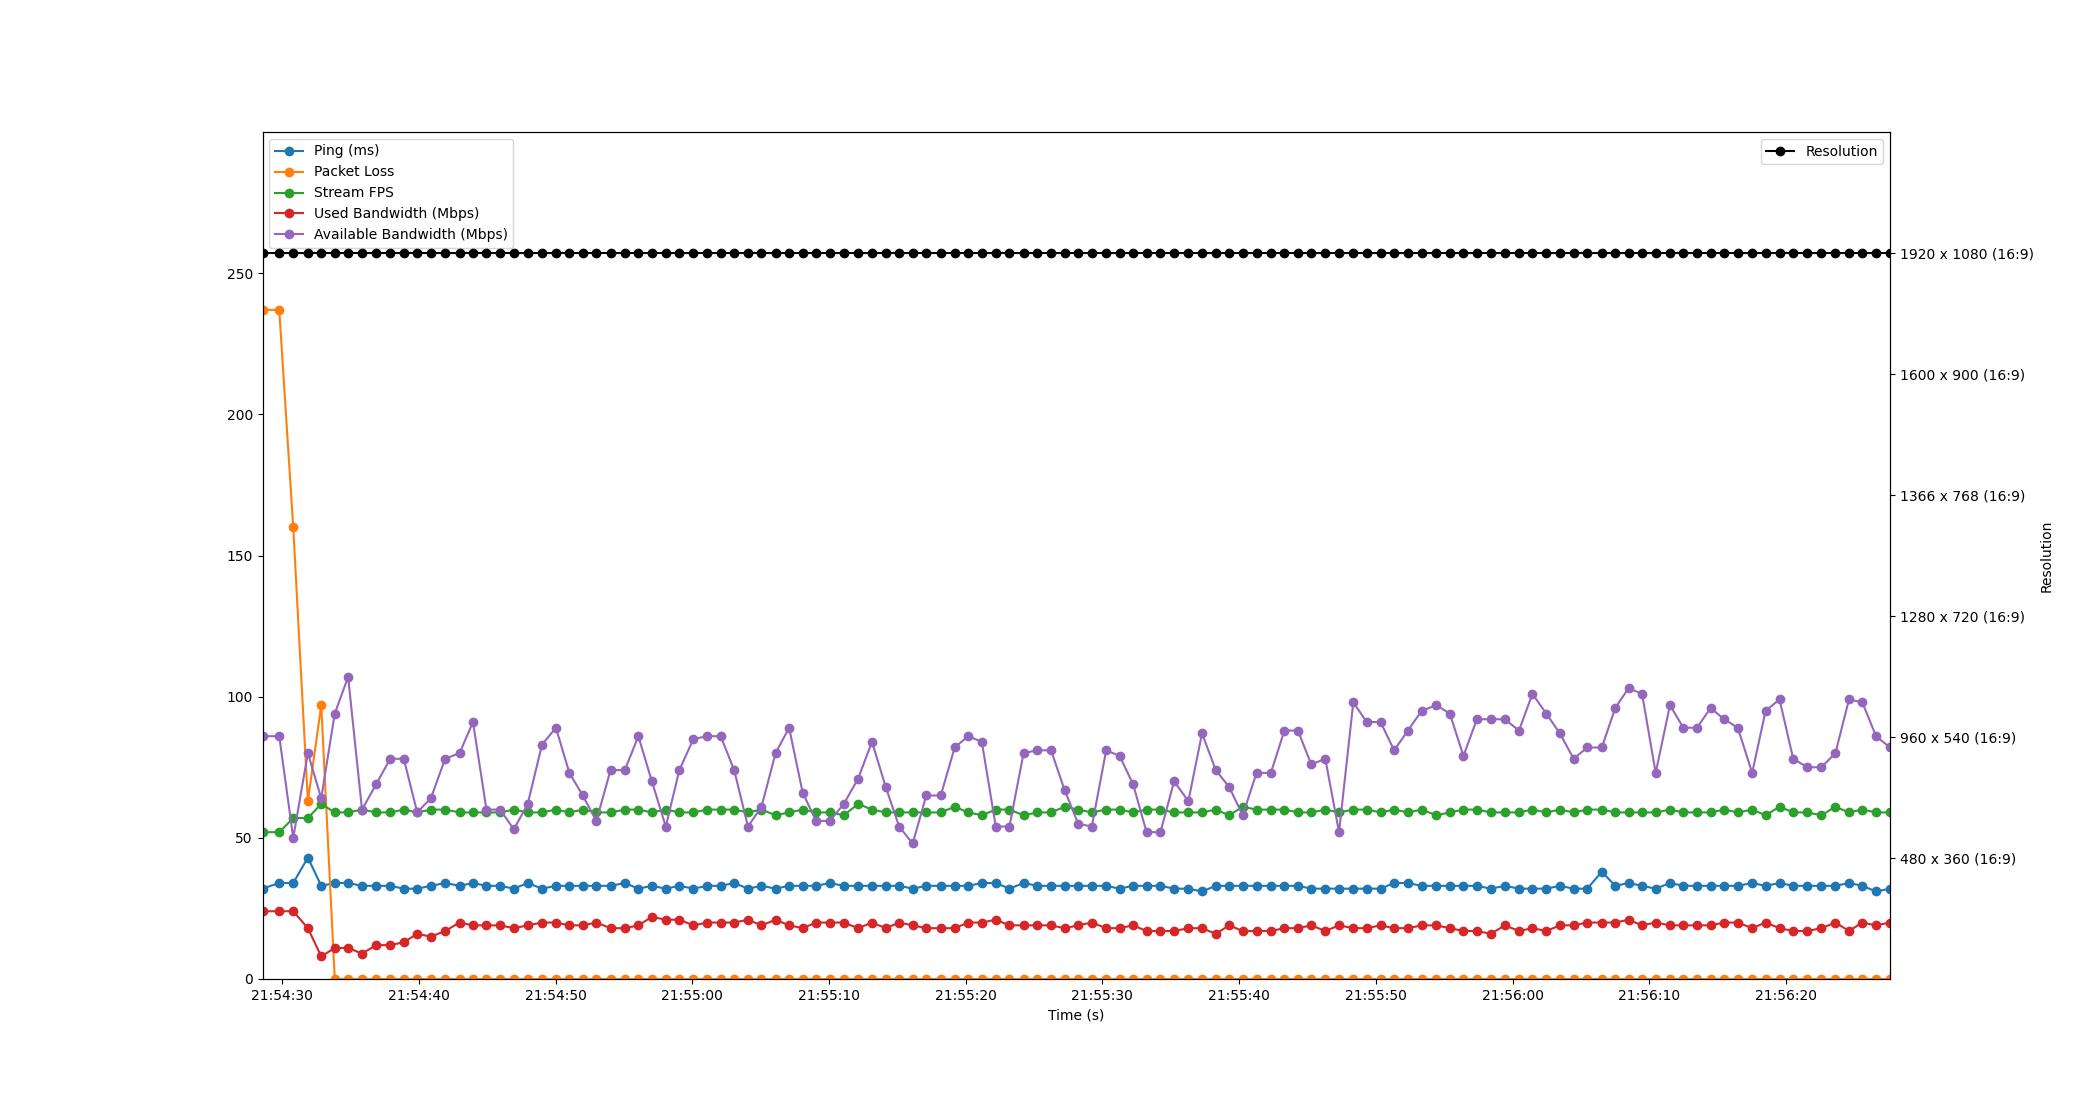 Ping (ms)
Packet Loss
Stream FPS
Used Bandwidth (Mbps)
Available Bandwidth (Mbps)
Resolution
250
200
150
100
50
0
1920 x 1080 (16:9)
1600 x 900 (16:9)
1366 x 768 (16:9)
1280 x 720 (16:9)
960 x 540 (16:9)
480 x 360 (16:9)
Resolution
21:54:30 21:54:40 21:54:50 21:55:00 21:55:10 21:55:20 21:55:30 21:55:40 21:55:50 21:56:00 21:56:10 21:56:20
Time (s)